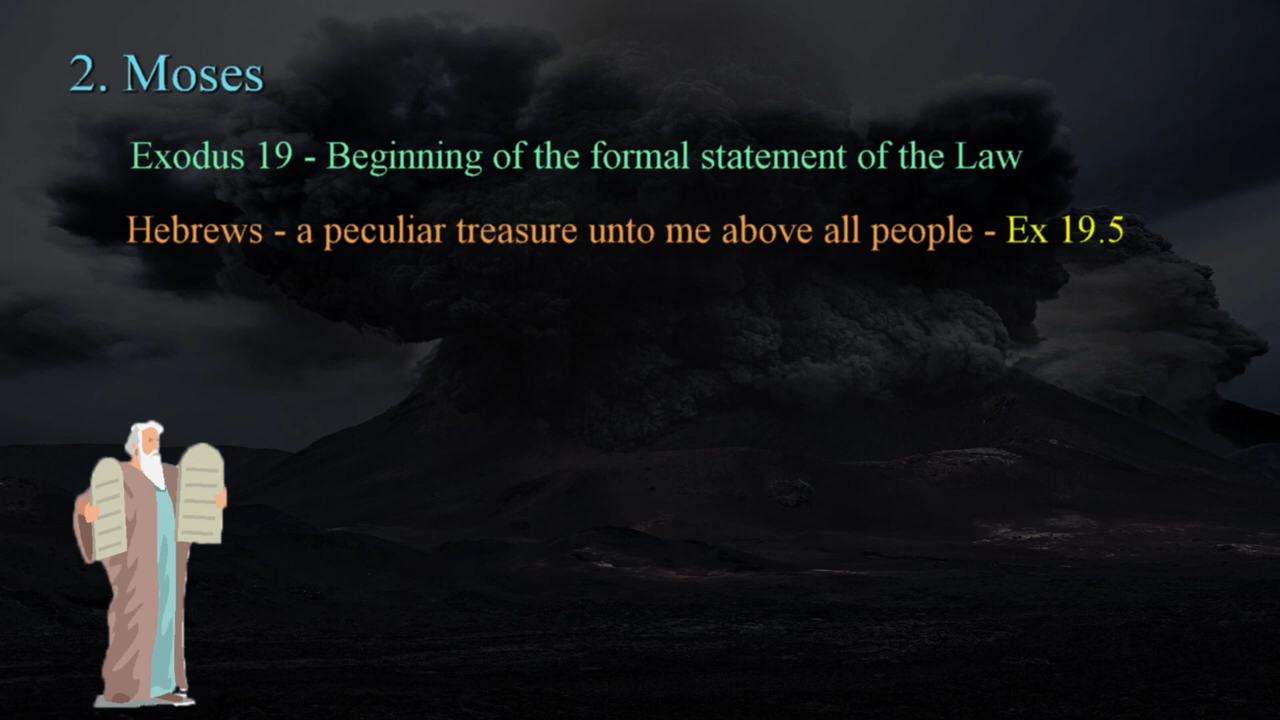 2. Moses
Exodus 19 - Beginning of the formal statement of the Law
Hebrews - a peculiar treasure unto me above all people - Ex 19.5